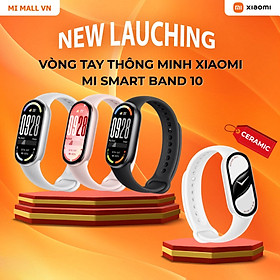 MI MALL VN
xiaomi
NEW LAUCHING
VÒNG TAY THÔNG MINH XIAOMI
MI SMART BAND 10
CERAMIC
09
28
09
28
09
28